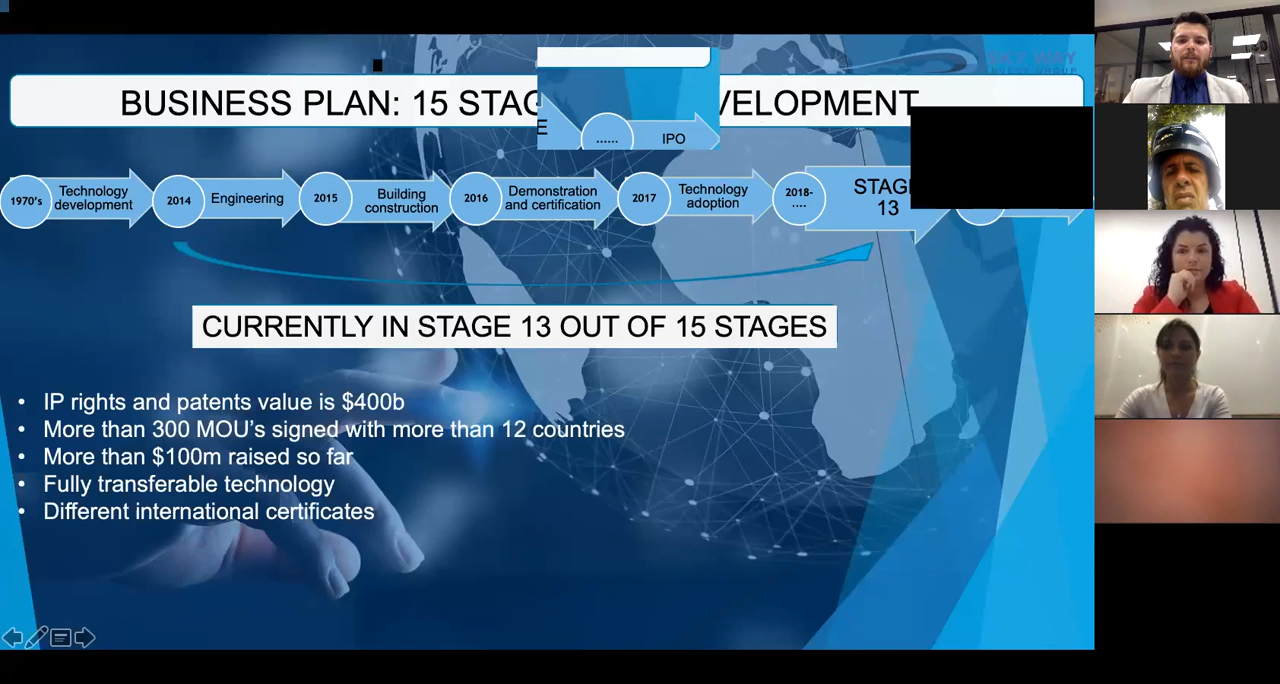 SKY WAY
BUSINESS PLAN: 15 STAG
VELOPMENT
E
......
IPO
1970's
Technology
development
2014
Engineering
2015
Building
construction
2016
Demonstration
and certification
2017
Technology
adoption
2018-
....
STAG
13
CURRENTLY IN STAGE 13 OUT OF 15 STAGES
• IP rights and patents value is $400b
• More than 300 MOU's signed with more than 12 countries
• More than $100m raised so far
• Fully transferable technology
• Different international certificates